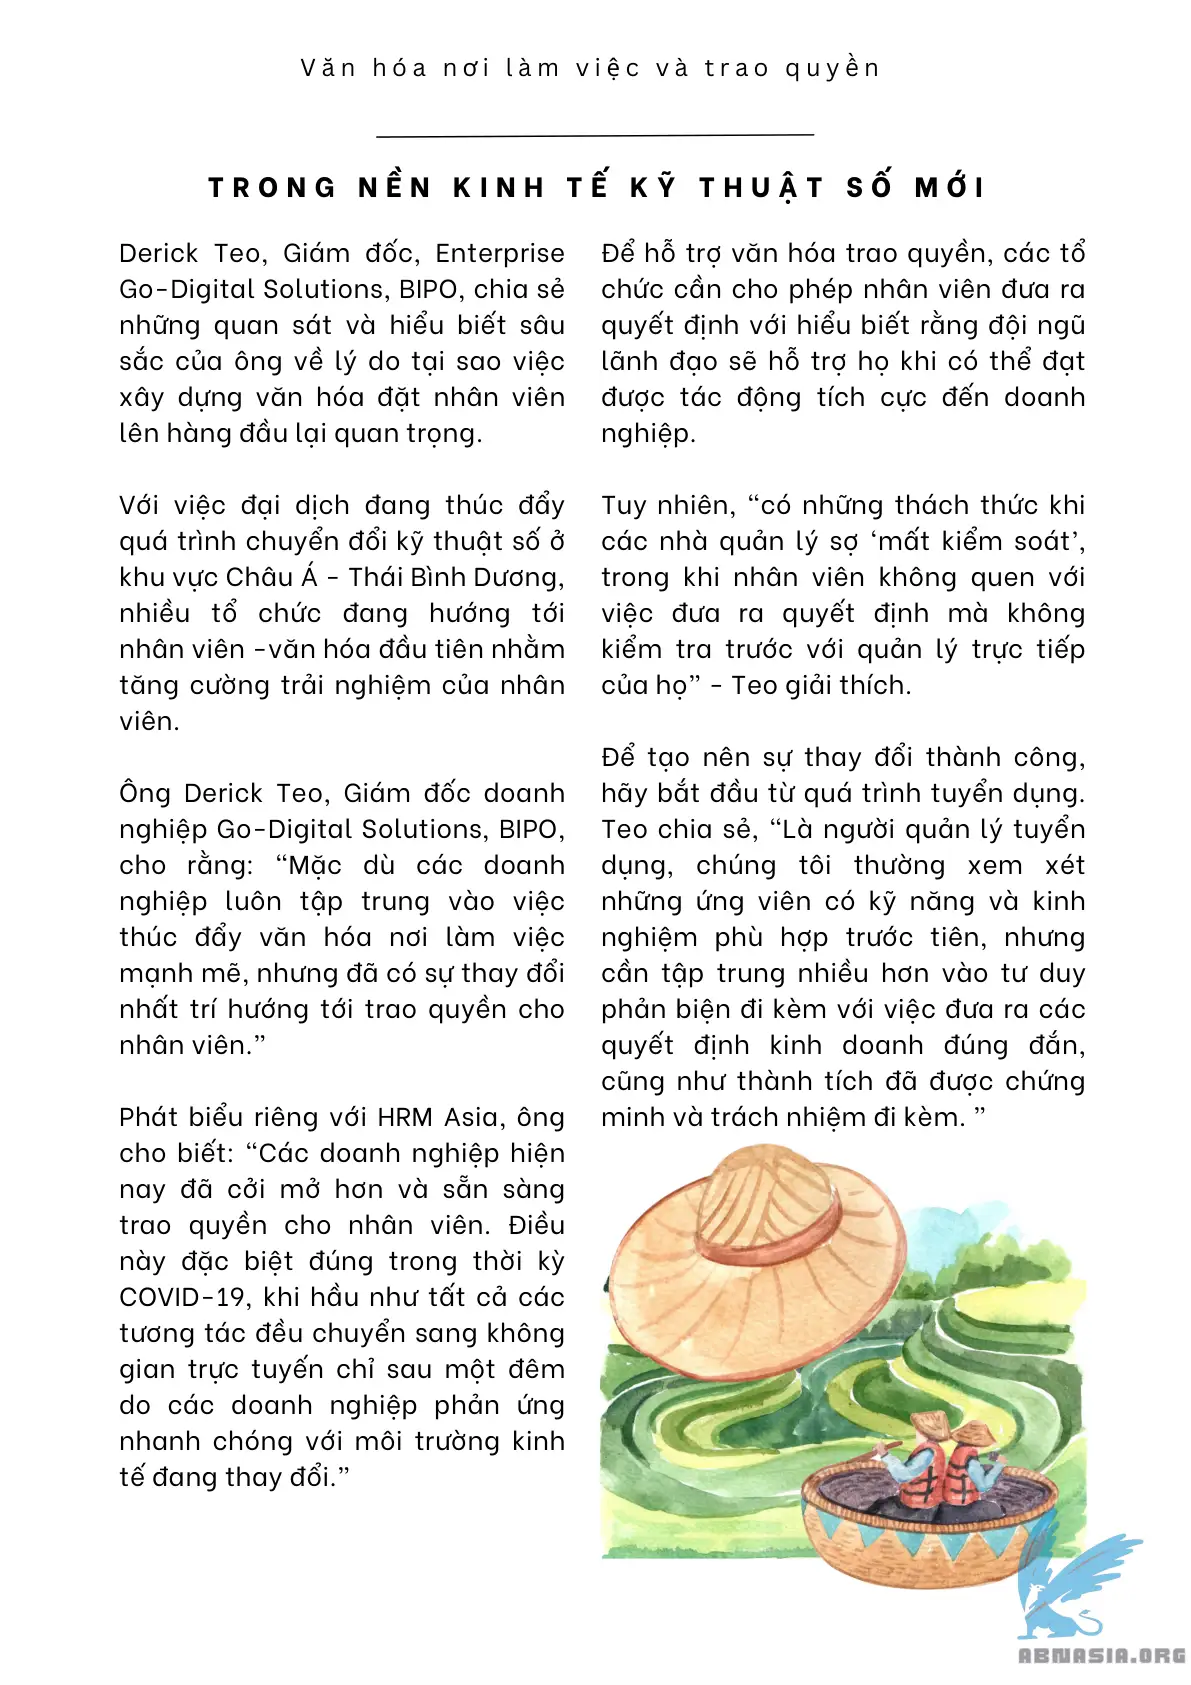 Văn hóa nơi làm việc và trao quyền
TRONG NỀN KINH TẾ KỸ THUẬT SỐ MỚI
Derick Teo, Giám đốc, Enterprise
Go-Digital Solutions, BIPO, chia sẻ
những quan sát và hiểu biết sâu
sắc của ông về lý do tại sao việc
xây dựng văn hóa đặt nhân viên
lên hàng đầu lại quan trọng.
Với việc đại dịch đang thúc đẩy
quá trình chuyển đổi kỹ thuật số ở
khu vực Châu Á - Thái Bình Dương,
nhiều tổ chức đang hướng tới
nhân viên -văn hóa đầu tiên nhằm
tăng cường trải nghiệm của nhân
viên.
Ông Derick Teo, Giám đốc doanh
nghiệp Go-Digital Solutions, BIPO,
cho rằng: “Mặc dù các doanh
nghiệp luôn tập trung vào việc
thúc đẩy văn hóa nơi làm việc
mạnh mẽ, nhưng đã có sự thay đổi
nhất trí hướng tới trao quyền cho
nhân viên.”
Phát biểu riêng với HRM Asia, ông
cho biết: “Các doanh nghiệp hiện
nay đã cởi mở hơn và sẵn sàng
trao quyền cho nhân viên. Điều
này đặc biệt đúng trong thời kỳ
COVID-19, khi hầu như tất cả các
tương tác đều chuyển sang không
gian trực tuyến chỉ sau một đêm
do các doanh nghiệp phản ứng
nhanh chóng với môi trường kinh
tế đang thay đổi.”
Để hỗ trợ văn hóa trao quyền, các tổ
chức cần cho phép nhân viên đưa ra
quyết định với hiểu biết rằng đội ngũ
lãnh đạo sẽ hỗ trợ họ khi có thể đạt
được tác động tích cực đến doanh
nghiệp.
Tuy nhiên, “có những thách thức khi
các nhà quản lý sợ ‘mất kiểm soát’,
trong khi nhân viên không quen với
việc đưa ra quyết định mà không
kiểm tra trước với quản lý trực tiếp
của họ” - Teo giải thích.
Để tạo nên sự thay đổi thành công,
hãy bắt đầu từ quá trình tuyển dụng.
Teo chia sẻ, “Là người quản lý tuyển
dụng, chúng tôi thường xem xét
những ứng viên có kỹ năng và kinh
nghiệm phù hợp trước tiên, nhưng
cần tập trung nhiều hơn vào tư duy
phản biện đi kèm với việc đưa ra các
quyết định kinh doanh đúng đắn,
cũng như thành tích đã được chứng
minh và trách nhiệm đi kèm. ”
ABNASIA.ORG